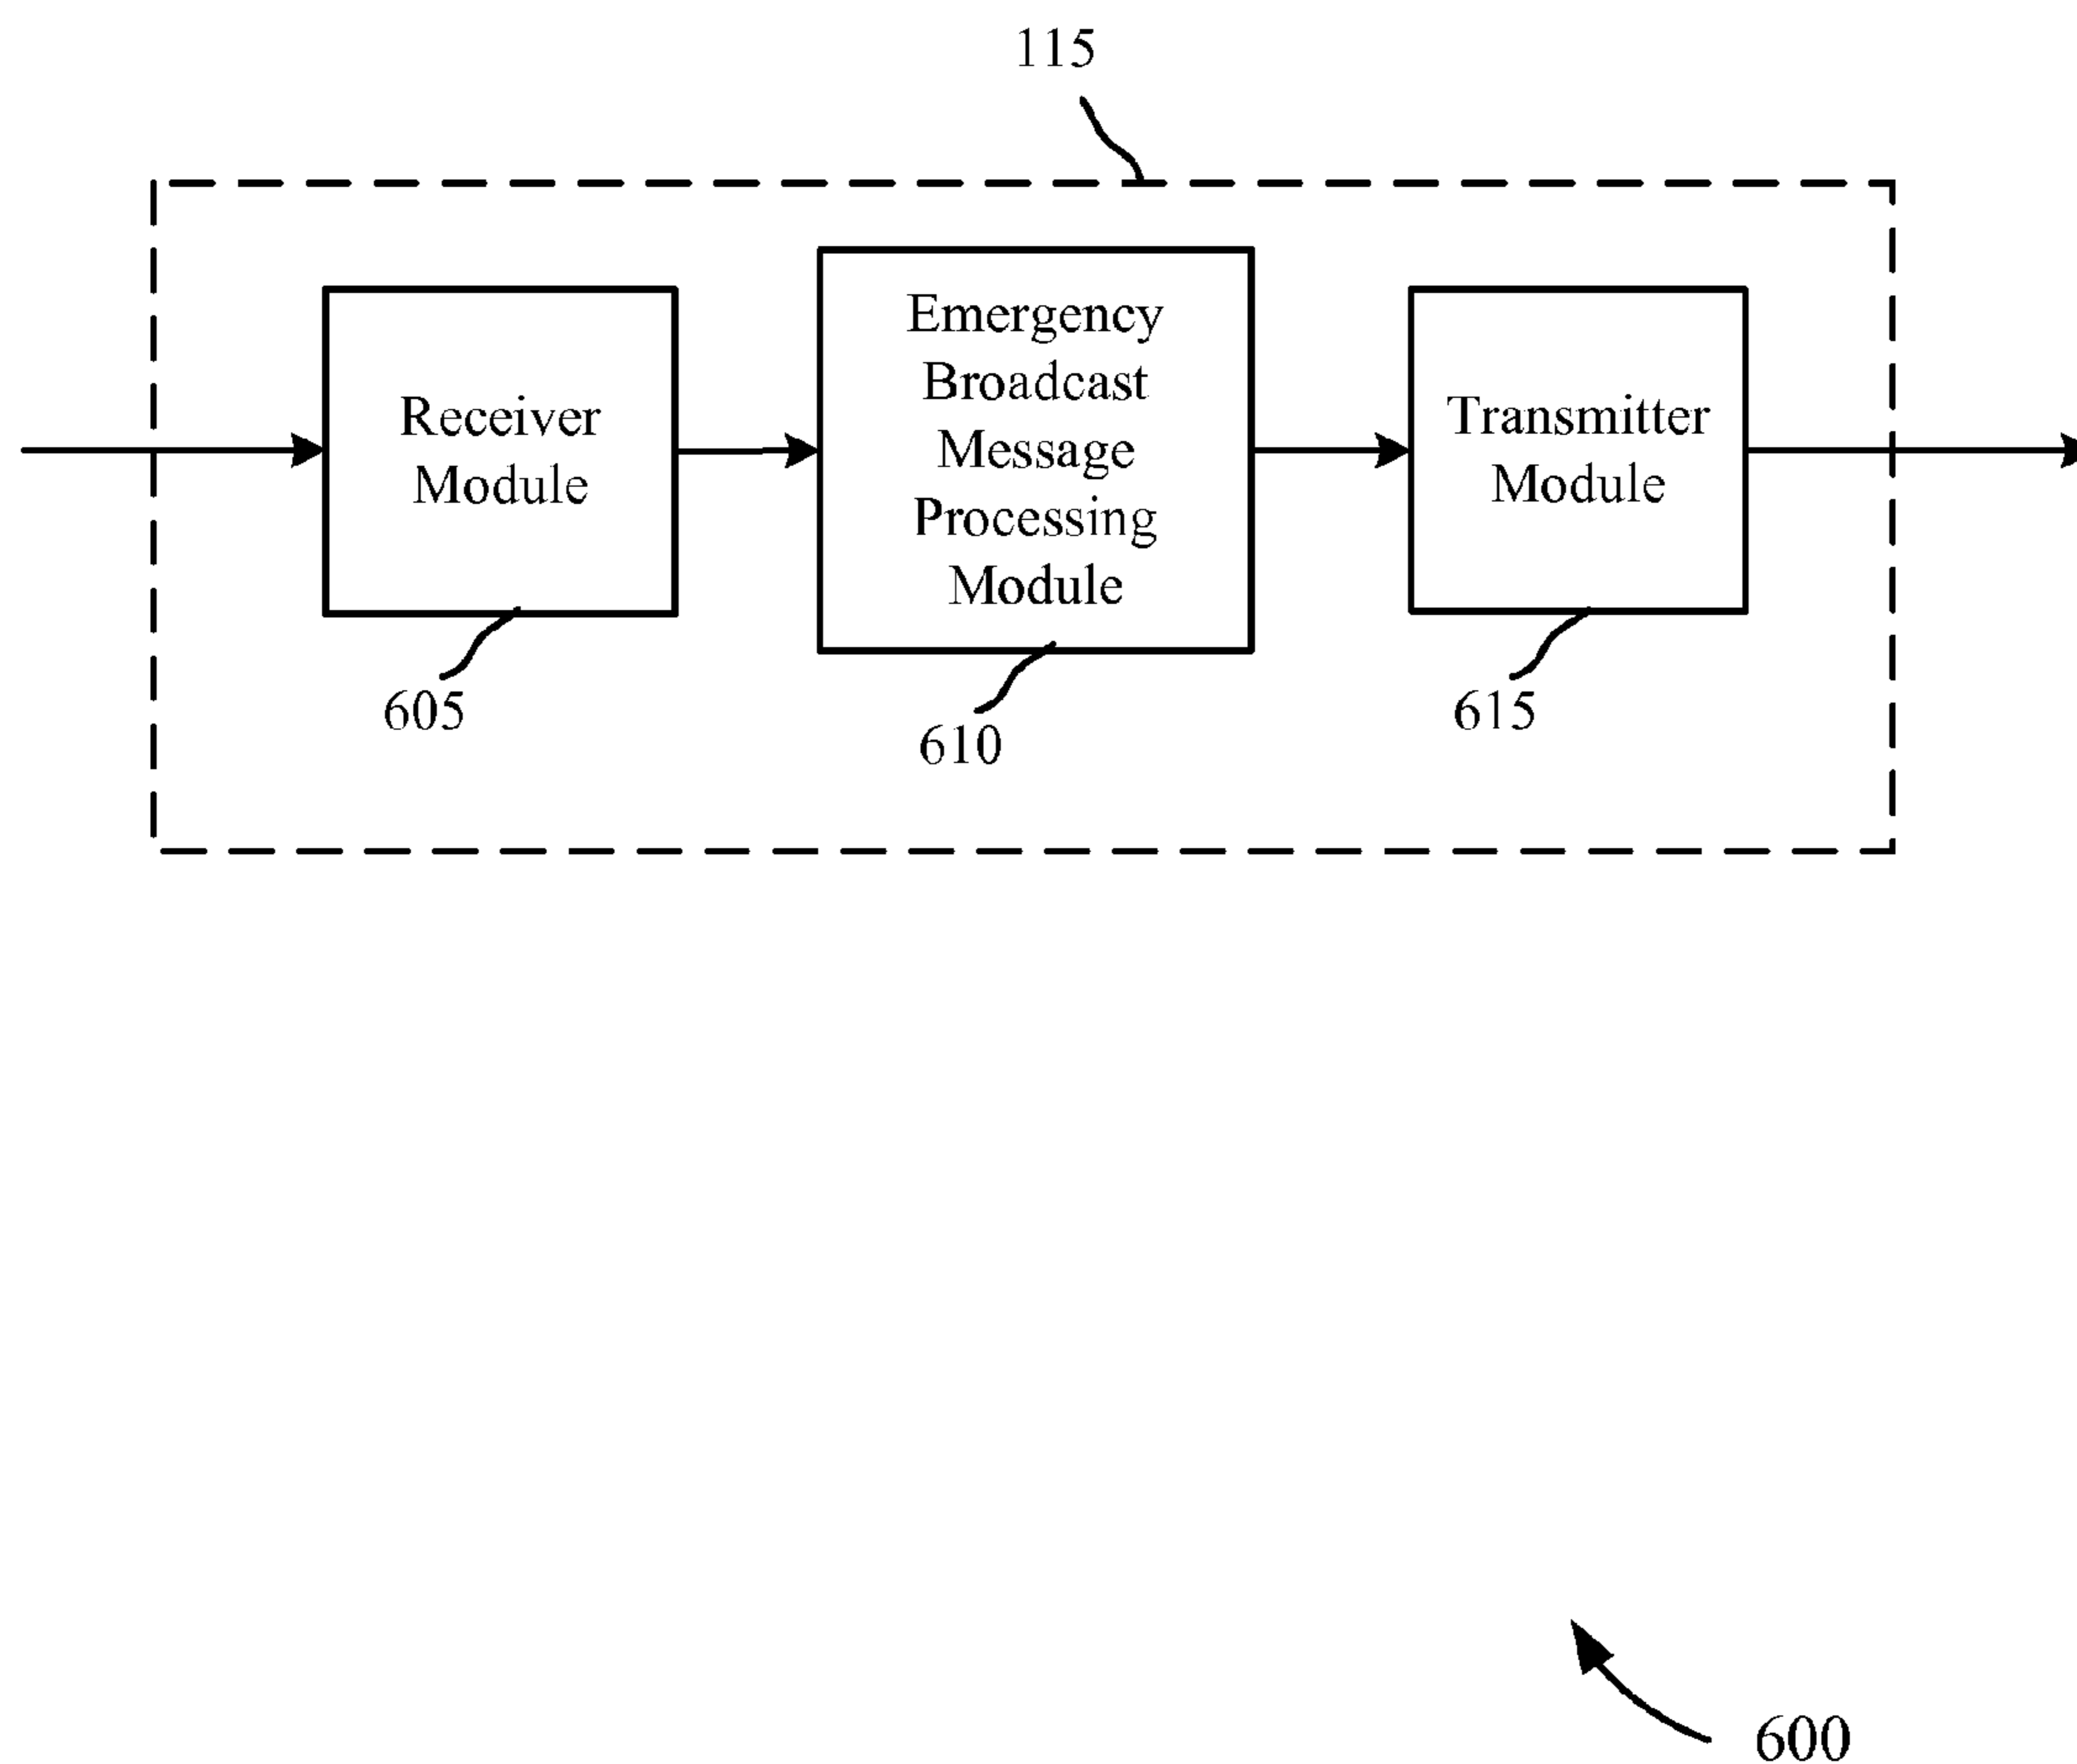 115
Receiver
Module
Emergency
Broadcast
Message
Processing
Module
Transmitter
Module
605
610
615
600